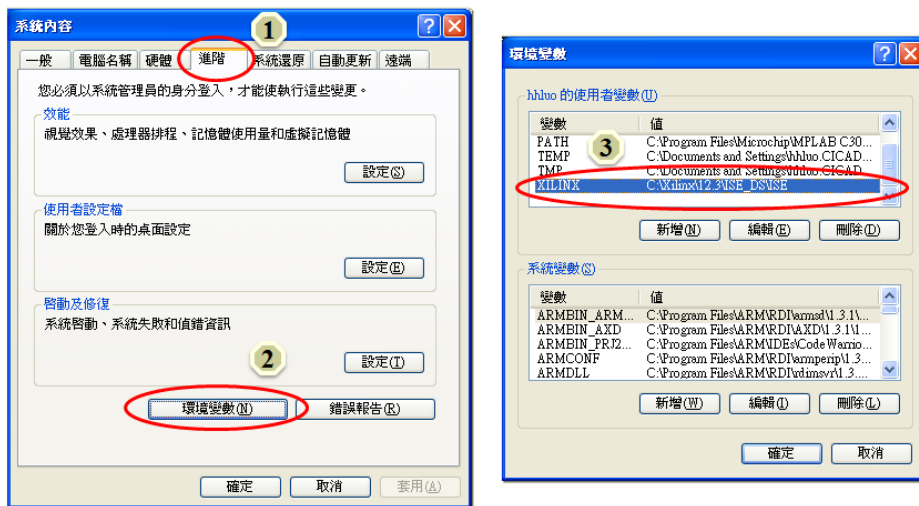 系統內容
1
一般
電腦名稱
硬體
進階
系統還原
自動更新
遠端
您必須以系統管理員的身分登入，才能使執行這些變更。
效能
視覺效果、處理器排程、記憶體使用量和虛擬記憶體
設定(S)
使用者設定檔
關於您登入時的桌面設定
設定(E)
啓動及修復
系統啓動、系統失敗和偵錯資訊
2
設定(T)
環境變數(N)
錯誤報告(R)
確定
取消
套用(A)
環境變數
hhluo 的使用者變數(U)
變數 值
PATH C:\Program Files\Microchip\MPLAB C30...
3
TEMP C:\Documents and Settings\hhluo.CICAD...
TMP C:\Documents and Settings\hhluo.CICAD...
XILINX C:\Xilinx\12.3\ISE_DS\ISE
新增(N)
編輯(E)
刪除(D)
系統變數(S)
變數 值
ARMBIN_ARM... C:\Program Files\ARM\RDI\armsd\1.3.1\...
ARMBIN_AXD C:\Program Files\ARM\RDI\AXD\1.3.1\1...
ARMBIN_PRJ2... C:\Program Files\ARM\IDEs\CodeWarrio...
ARMCONF C:\Program Files\ARM\RDI\armperip\1.3...
ARMDLL C:\Program Files\ARM\RDI\rdimsvr\1.3....
新增(W)
編輯(I)
刪除(L)
確定
取消